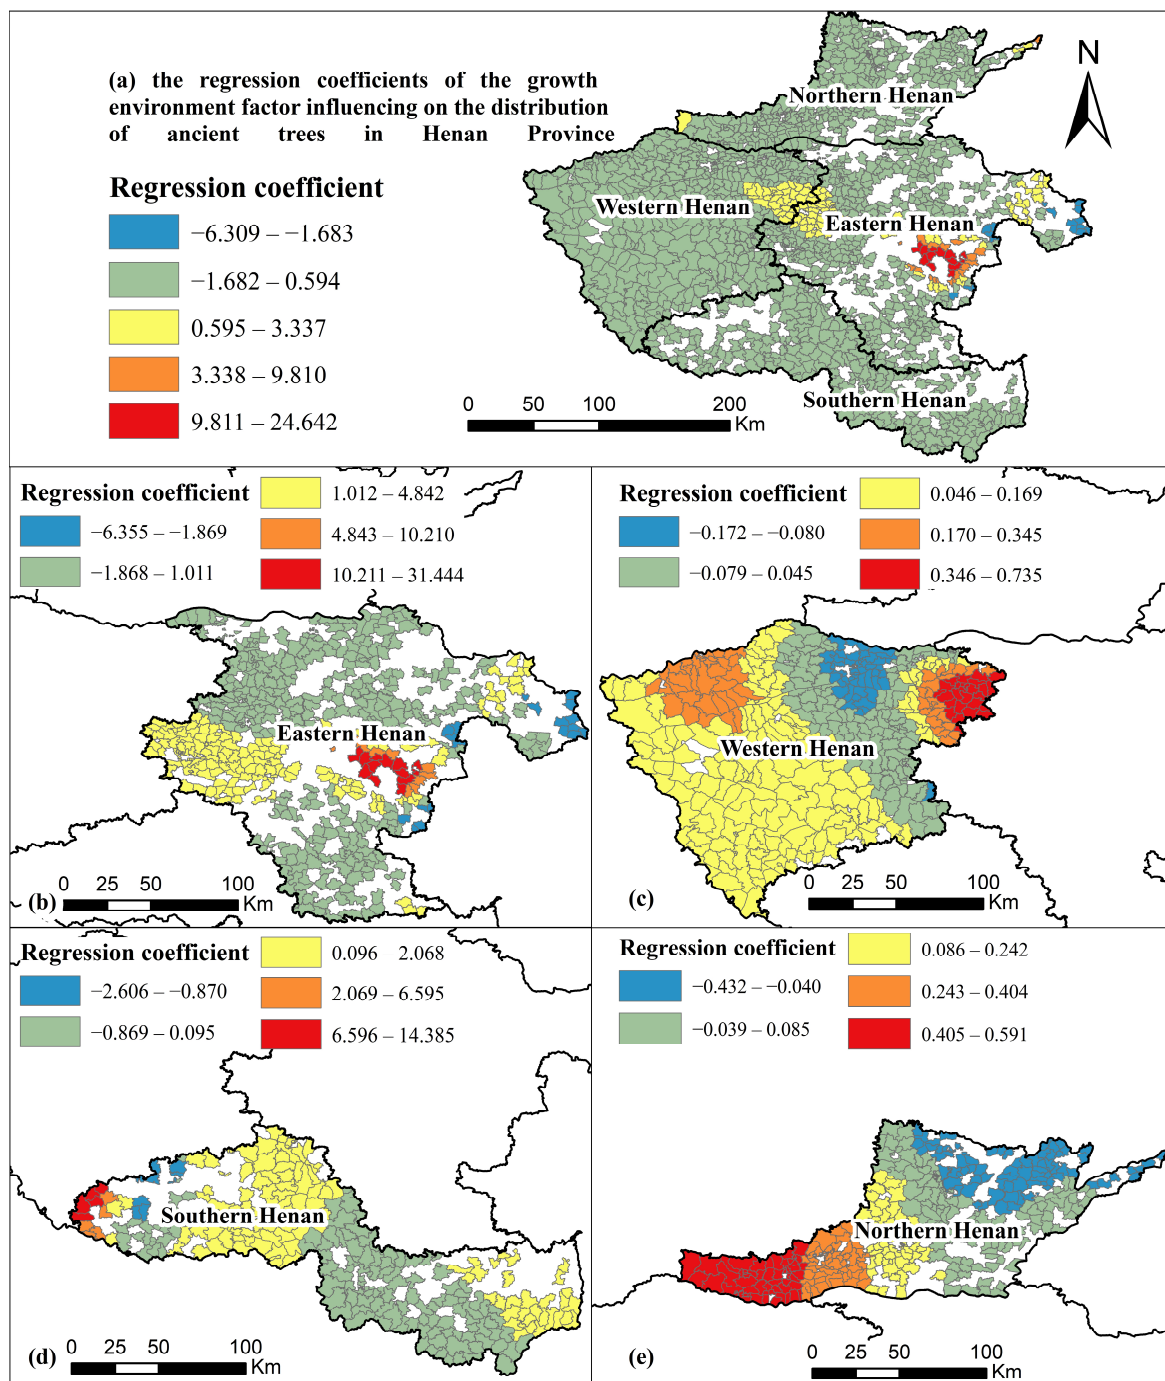 (a) the regression coefficients of the growth
environment factor influencing on the distribution
of ancient trees in Henan Province
N
Regression coefficient
−6.309 – −1.683
−1.682 – 0.594
0.595 – 3.337
3.338 – 9.810
9.811 – 24.642
Northern Henan
Western Henan
Eastern Henan
Southern Henan
0 50 100 200
Km
Regression coefficient
−6.355 – −1.869
−1.868 – 1.011
1.012 – 4.842
4.843 – 10.210
10.211 – 31.444
Eastern Henan
(b)
0 25 50 100
Km
Regression coefficient
−0.172 – −0.080
−0.079 – 0.045
0.046 – 0.169
0.170 – 0.345
0.346 – 0.735
Western Henan
(c)
0 25 50 100
Km
Regression coefficient
−2.606 – −0.870
−0.869 – 0.095
0.096 2.068
2.069 – 6.595
6.596 – 14.385
Southern Henan
(d)
0 25 50 100
Km
Regression coefficient
−0.432 – −0.040
−0.039 – 0.085
0.086 – 0.242
0.243 – 0.404
0.405 – 0.591
Northern Henan
(e)
0 25 50 100
Km